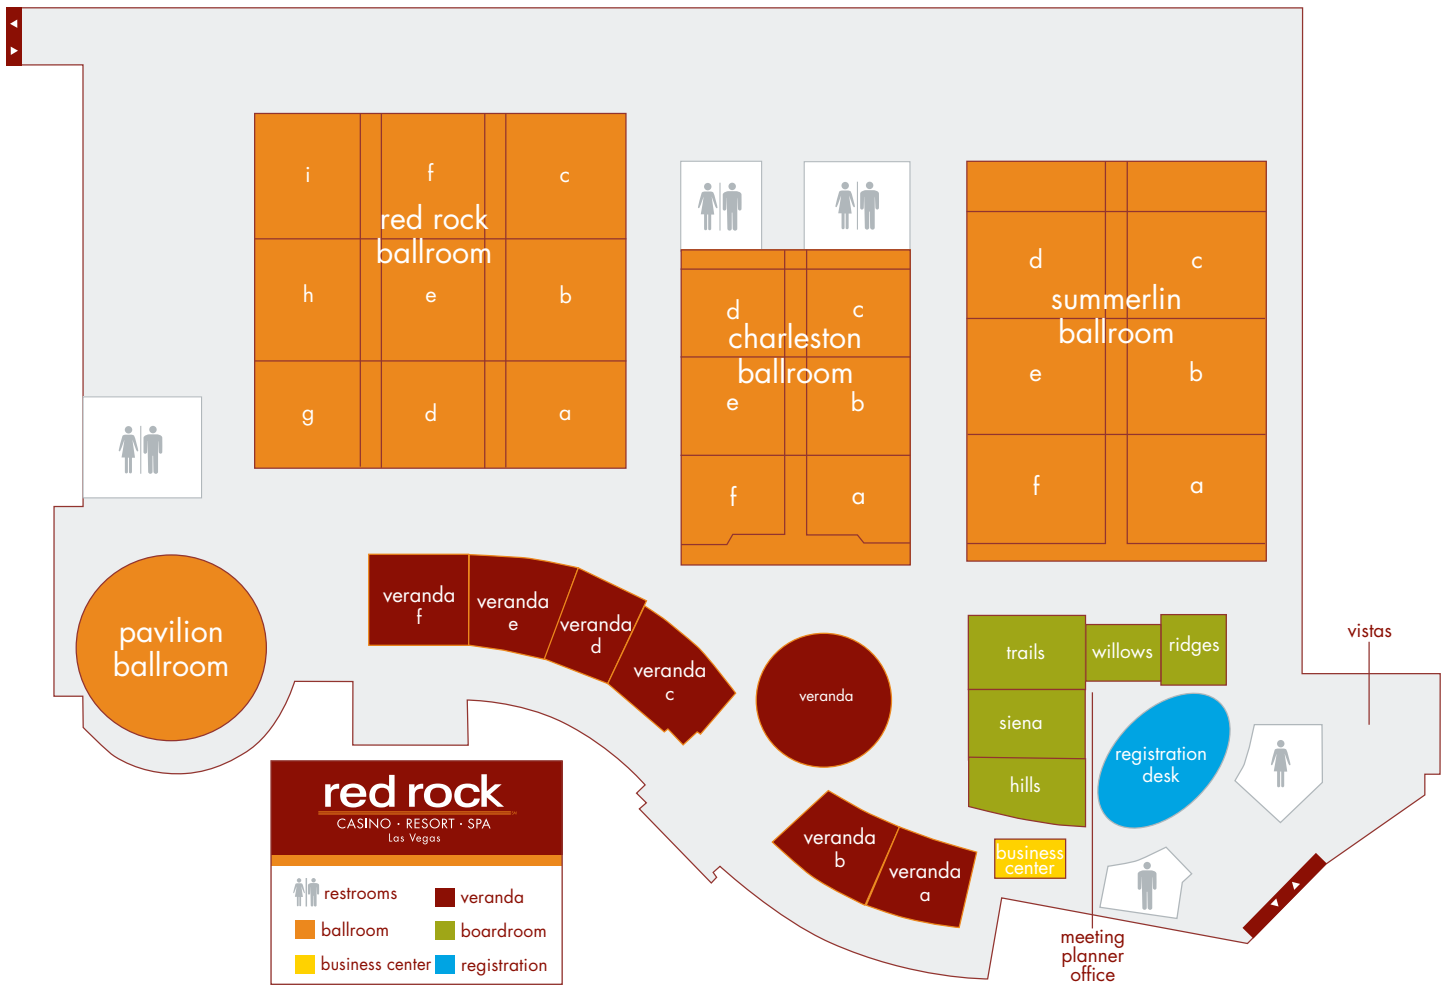 i
f
c
red rock
ballroom
h
e
b
g
d
a
d
c
charleston
ballroom
e
b
f
a
d
c
summerlin
ballroom
e
b
f
a
pavilion
ballroom
veranda
f
veranda
e
veranda
d
veranda
c
veranda
veranda
b
veranda
a
trails
willows
ridges
siena
hills
registration
desk
business
center
vistas
meeting
planner
office
red rock
CASINO · RESORT · SPA
Las Vegas
restrooms
veranda
ballroom
boardroom
business center
registration